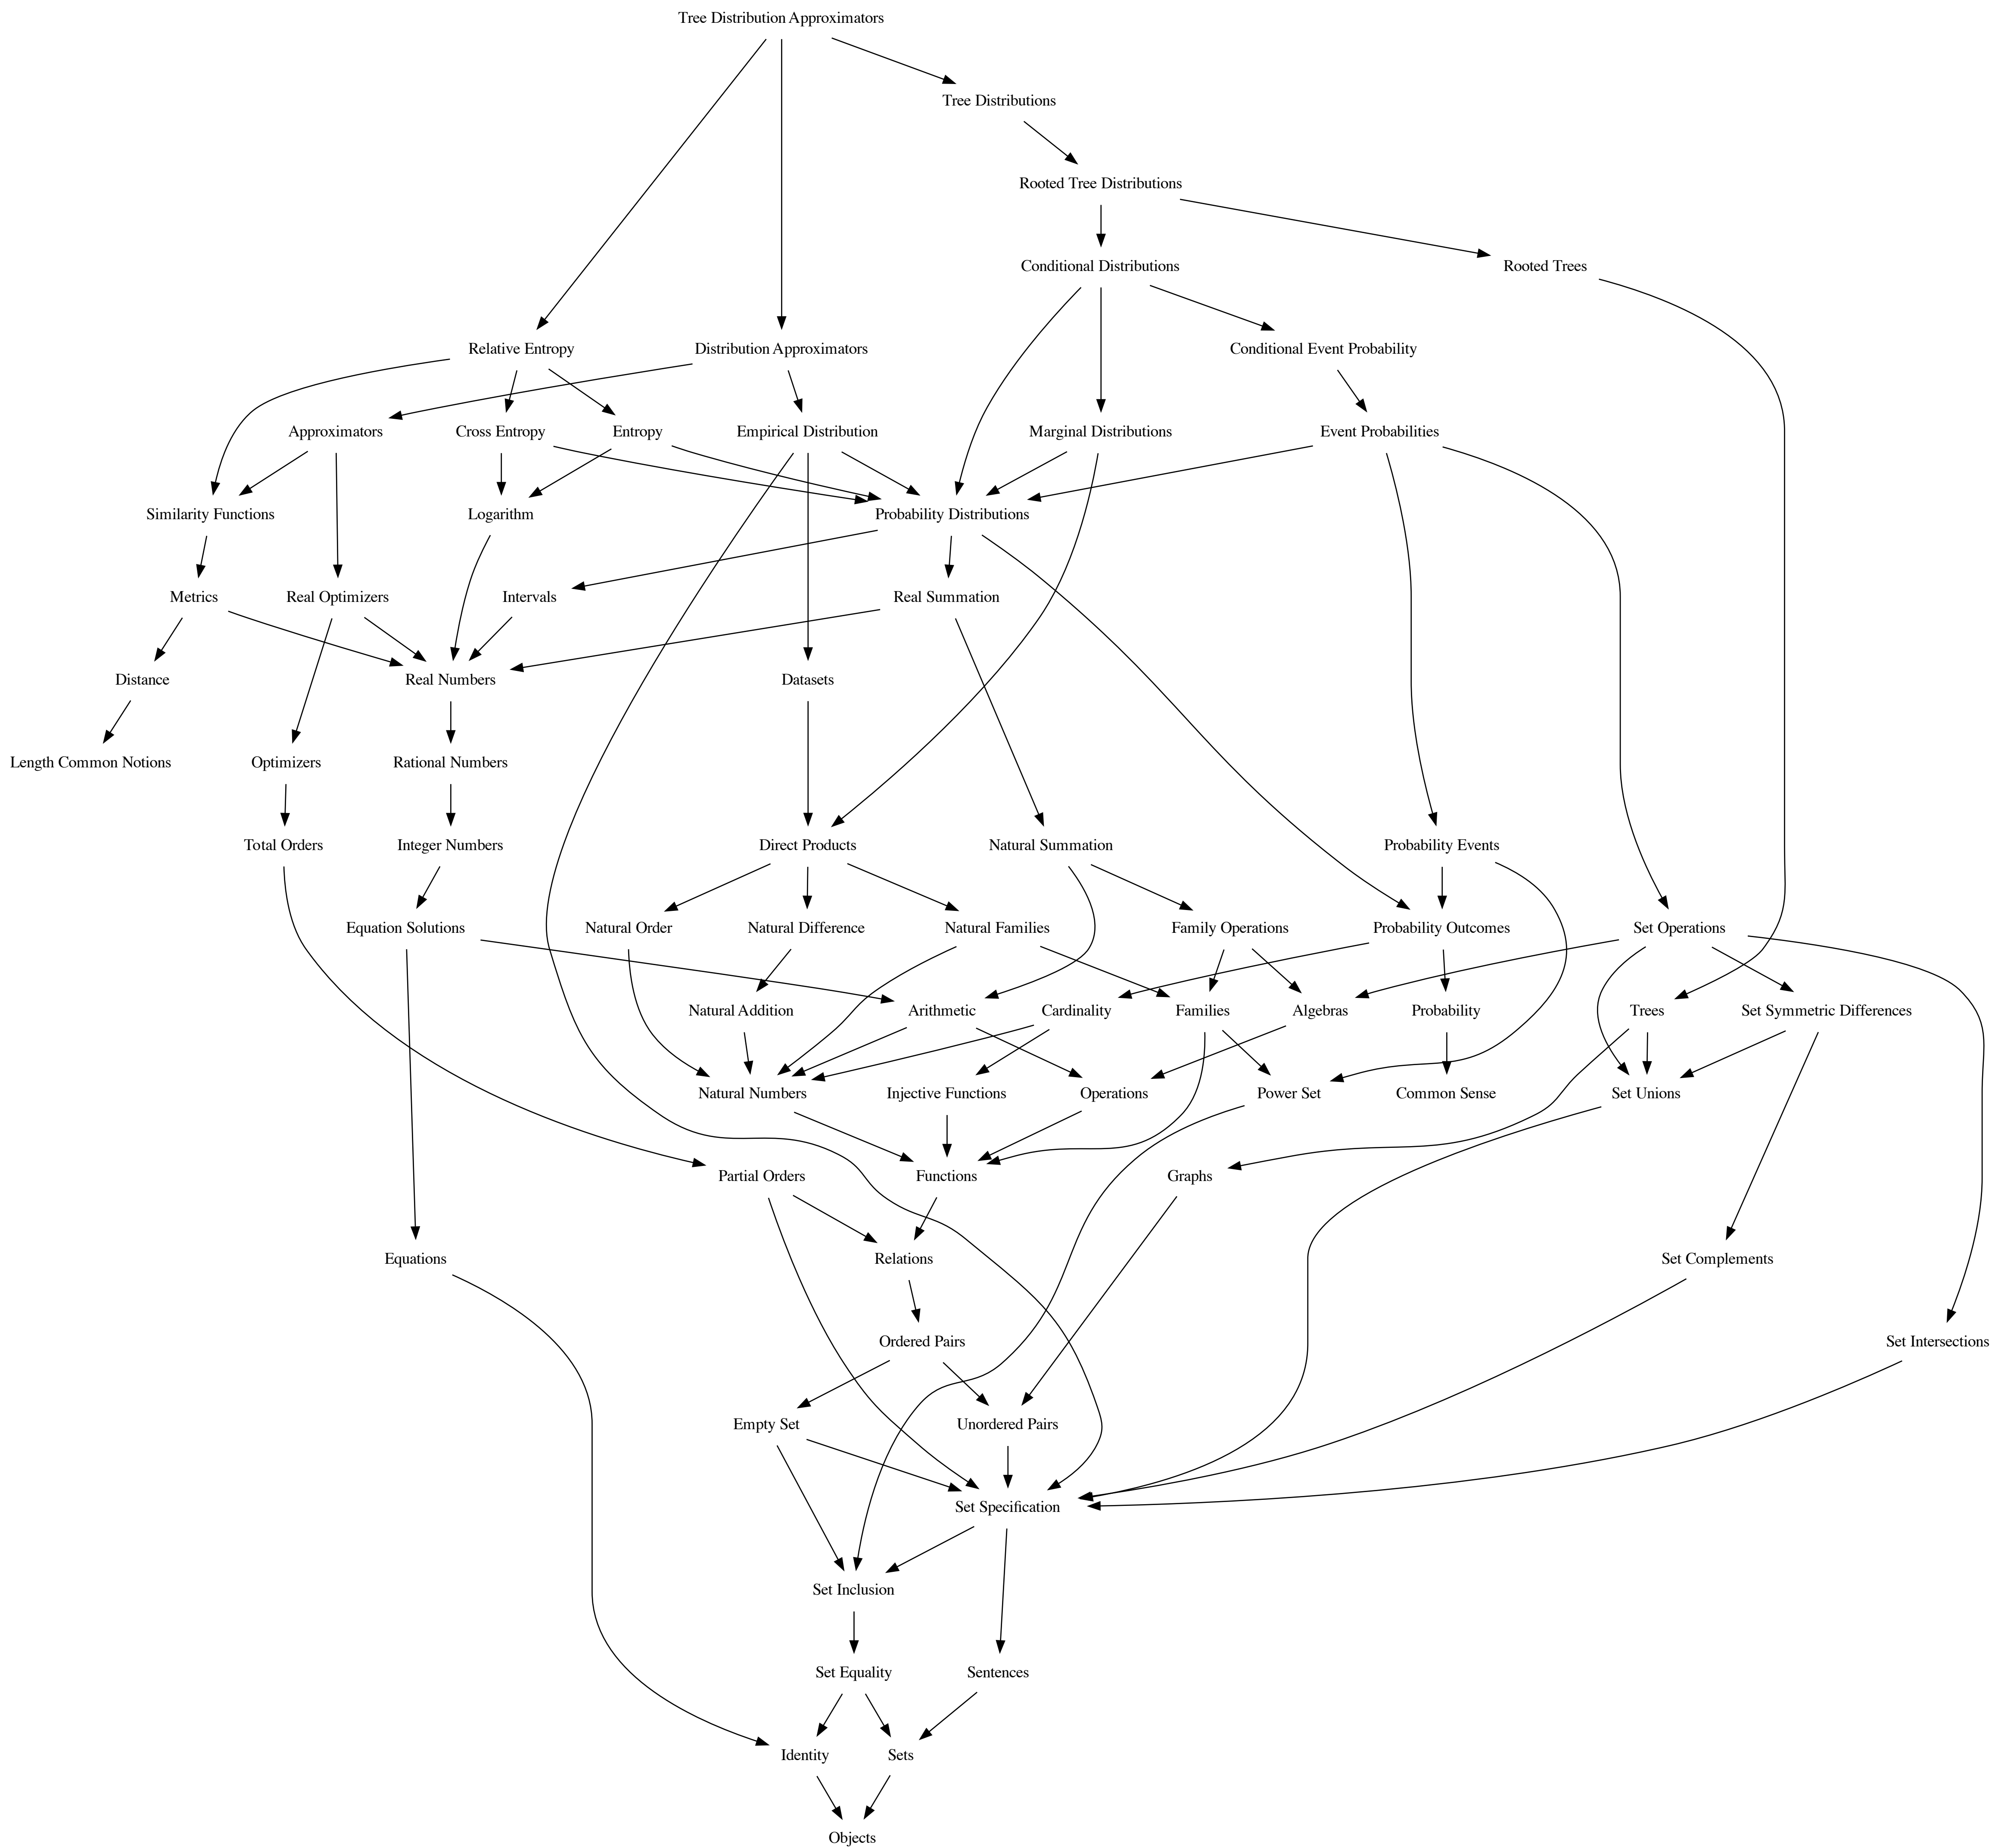 Tree Distribution Approximators
Tree Distributions
Rooted Tree Distributions
Conditional Distributions
Rooted Trees
Relative Entropy
Distribution Approximators
Conditional Event Probability
Approximators
Cross Entropy
Entropy
Empirical Distribution
Marginal Distributions
Event Probabilities
Similarity Functions
Logarithm
Probability Distributions
Metrics
Real Optimizers
Intervals
Real Summation
Distance
Real Numbers
Datasets
Length Common Notions
Optimizers
Rational Numbers
Total Orders
Integer Numbers
Direct Products
Natural Summation
Probability Events
Equation Solutions
Natural Order
Natural Difference
Natural Families
Family Operations
Probability Outcomes
Set Operations
Natural Addition
Arithmetic
Cardinality
Families
Algebras
Probability
Trees
Set Symmetric Differences
Natural Numbers
Injective Functions
Operations
Power Set
Common Sense
Set Unions
Partial Orders
Functions
Graphs
Equations
Relations
Set Complements
Ordered Pairs
Set Intersections
Empty Set
Unordered Pairs
Set Specification
Set Inclusion
Set Equality
Sentences
Identity
Sets
Objects